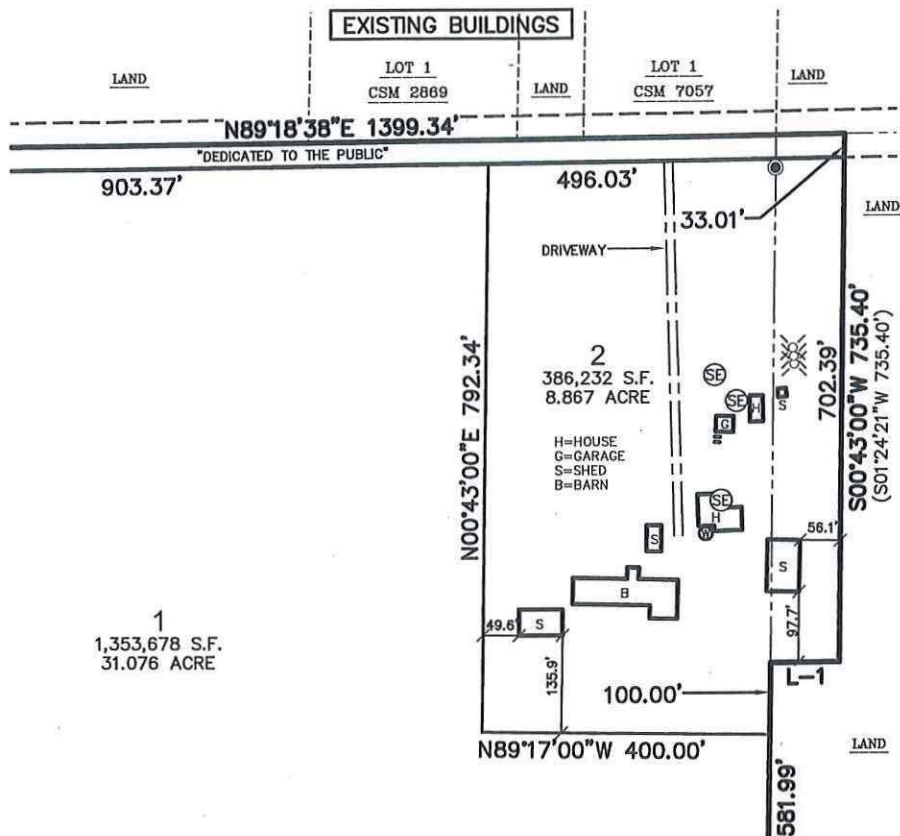 EXISTING BUILDINGS
LAND
LOT 1
CSM 2869
LAND
LOT 1
CSM 7057
LAND
N89°18'38"E 1399.34'
"DEDICATED TO THE PUBLIC"
903.37'
496.03'
33.01'
LAND
DRIVEWAY
N00°43'00"E 792.34'
2
386,232 S.F.
8.867 ACRE
H=HOUSE
G=GARAGE
S=SHED
B=BARN
SE
SE
H
S
G
702.39'
S00°43'00"W 735.40'
(S01°24'21"W 735.40')
SE
H
W
S
S
56.1'
B
97.7'
1
1,353,678 S.F.
31.076 ACRE
49.6'
S
135.9'
100.00'
L-1
N89°17'00"W 400.00'
LAND
581.99'